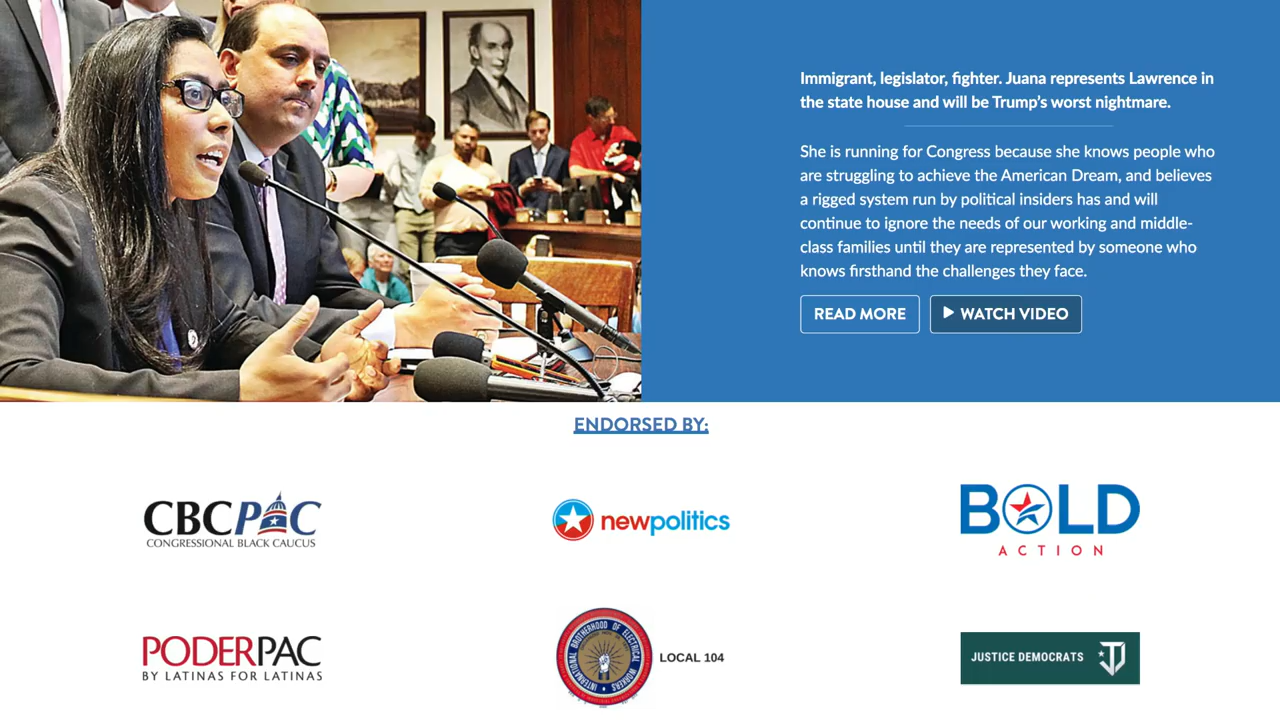 Immigrant, legislator, fighter. Juana represents Lawrence in
the state house and will be Trump's worst nightmare.
She is running for Congress because she knows people who
are struggling to achieve the American Dream, and believes
a rigged system run by political insiders has and will
continue to ignore the needs of our working and middle-
class families until they are represented by someone who
knows firsthand the challenges they face.
READ MORE
WATCH VIDEO
ENDORSED BY:
CBCPAC
CONGRESSIONAL BLACK CAUCUS
newpolitics
BOLD
ACTION
PODERPAC
BY LATINAS FOR LATINAS
INTERNATIONAL BROTHERHOOD OF ELECTRICAL WORKERS
LOCAL 104
JUSTICE DEMOCRATS